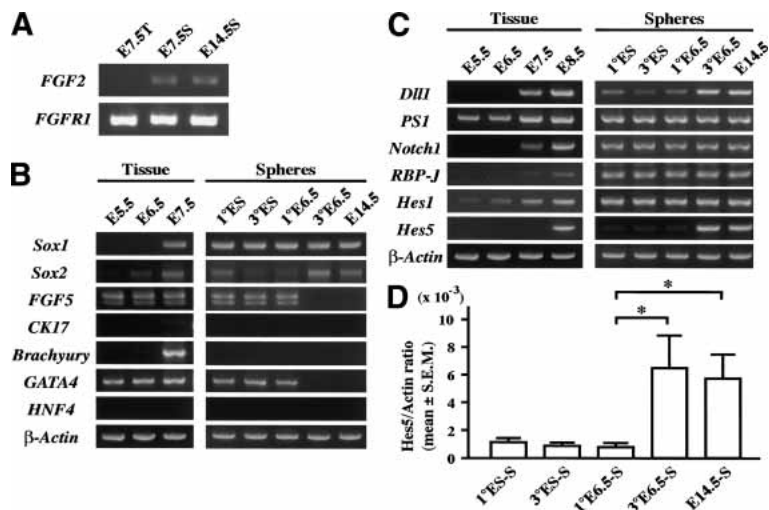 A
E7.5T E7.5S E14.5S
FGF2
FGFR1
B
Tissue Spheres
E5.5 E6.5 E7.5 1°ES 3°ES 1°E6.5 3°E6.5 E14.5
Sox1
Sox2
FGF5
CK17
Brachyury
GATA4
HNF4
β-Actin
C
Tissue Spheres
E5.5 E6.5 E7.5 E8.5 1°ES 3°ES 1°E6.5 3°E6.5 E14.5
Dll1
PS1
Notch1
RBP-J
Hes1
Hes5
β-Actin
D
(x 10⁻³)
Hes5/Actin ratio
(mean ± S.E.M.)
10
8
6
4
2
0
* *
1°ES-S 3°ES-S 1°E6.5-S 3°E6.5-S E14.5-S